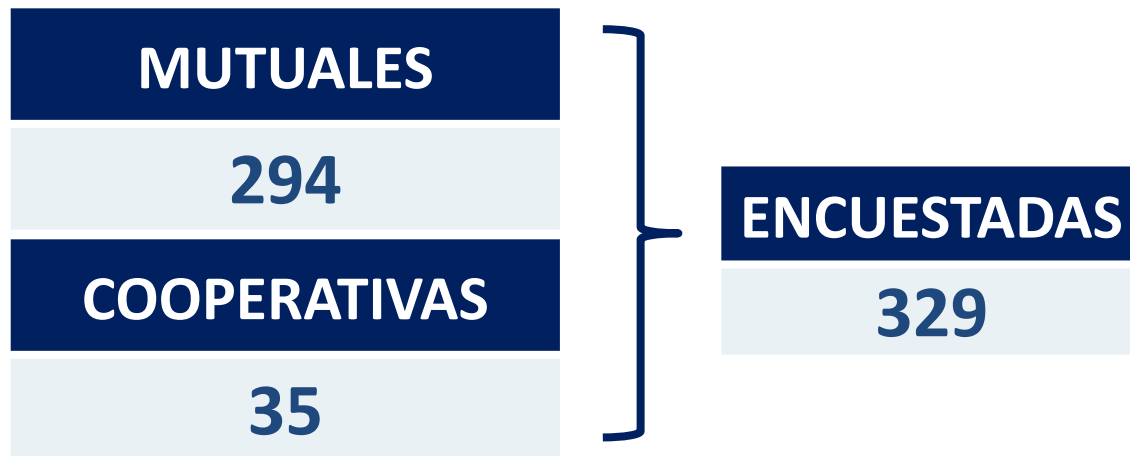 MUTUALES
294
COOPERATIVAS
35
ENCUESTADAS
329